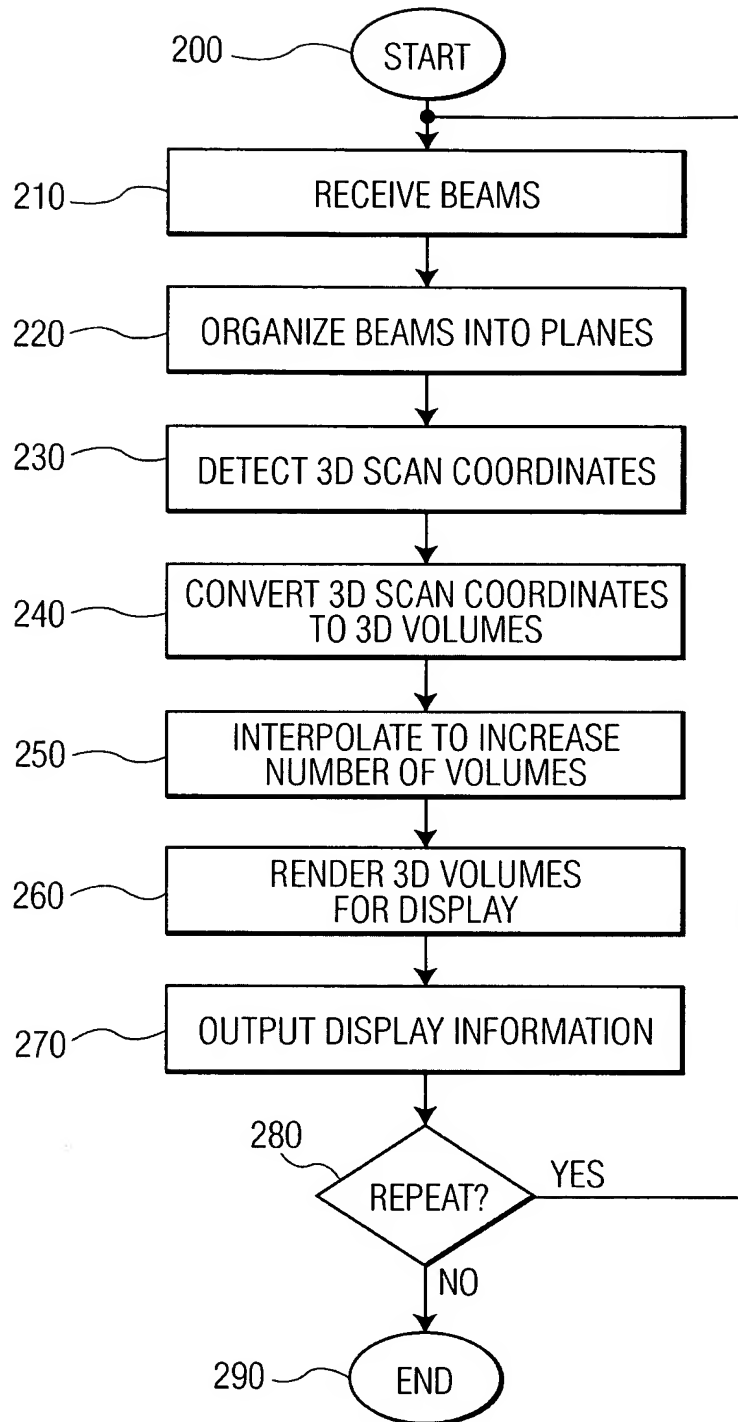 200
START
210
RECEIVE BEAMS
220
ORGANIZE BEAMS INTO PLANES
230
DETECT 3D SCAN COORDINATES
240
CONVERT 3D SCAN COORDINATES
TO 3D VOLUMES
250
INTERPOLATE TO INCREASE
NUMBER OF VOLUMES
260
RENDER 3D VOLUMES
FOR DISPLAY
270
OUTPUT DISPLAY INFORMATION
280
REPEAT?
YES
NO
290
END